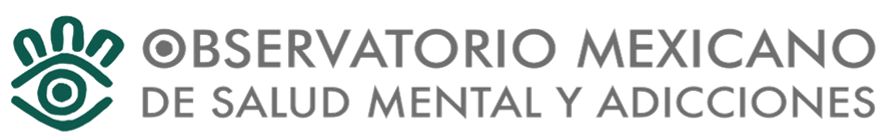 OBSERVATORIO MEXICANO
DE SALUD MENTAL Y ADICCIONES